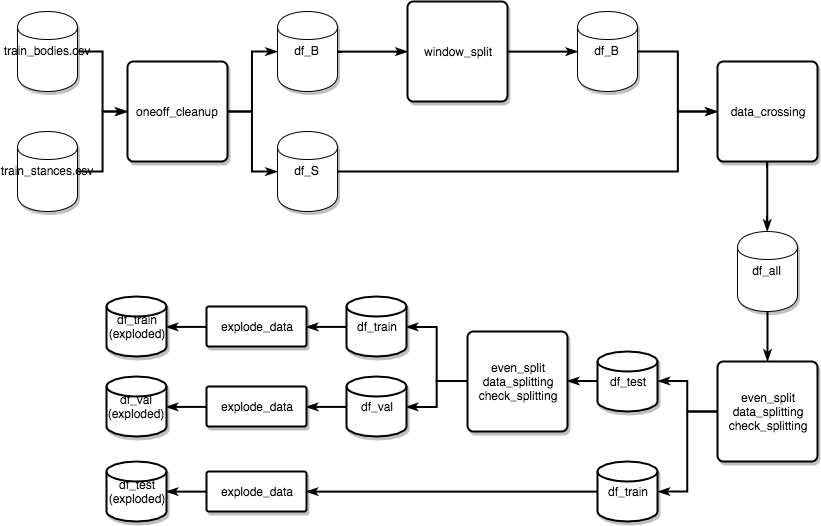 train_bodies.csv
df_B
window_split
df_B
oneoff_cleanup
data_crossing
train_stances.csv
df_S
df_all
df_train
(exploded)
explode_data
df_train
even_split
data_splitting
check_splitting
df_test
even_split
data_splitting
check_splitting
df_val
(exploded)
explode_data
df_val
df_test
(exploded)
explode_data
df_train